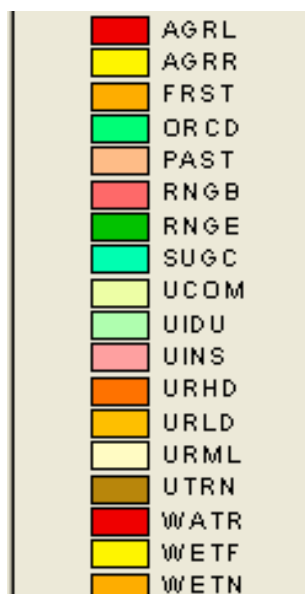 AGRL
AGRR
FRST
ORCD
PAST
RNGB
RNGE
SUGC
UCOM
UIDU
UINS
URHD
URLD
URML
UTRN
WATR
WETF
WETN